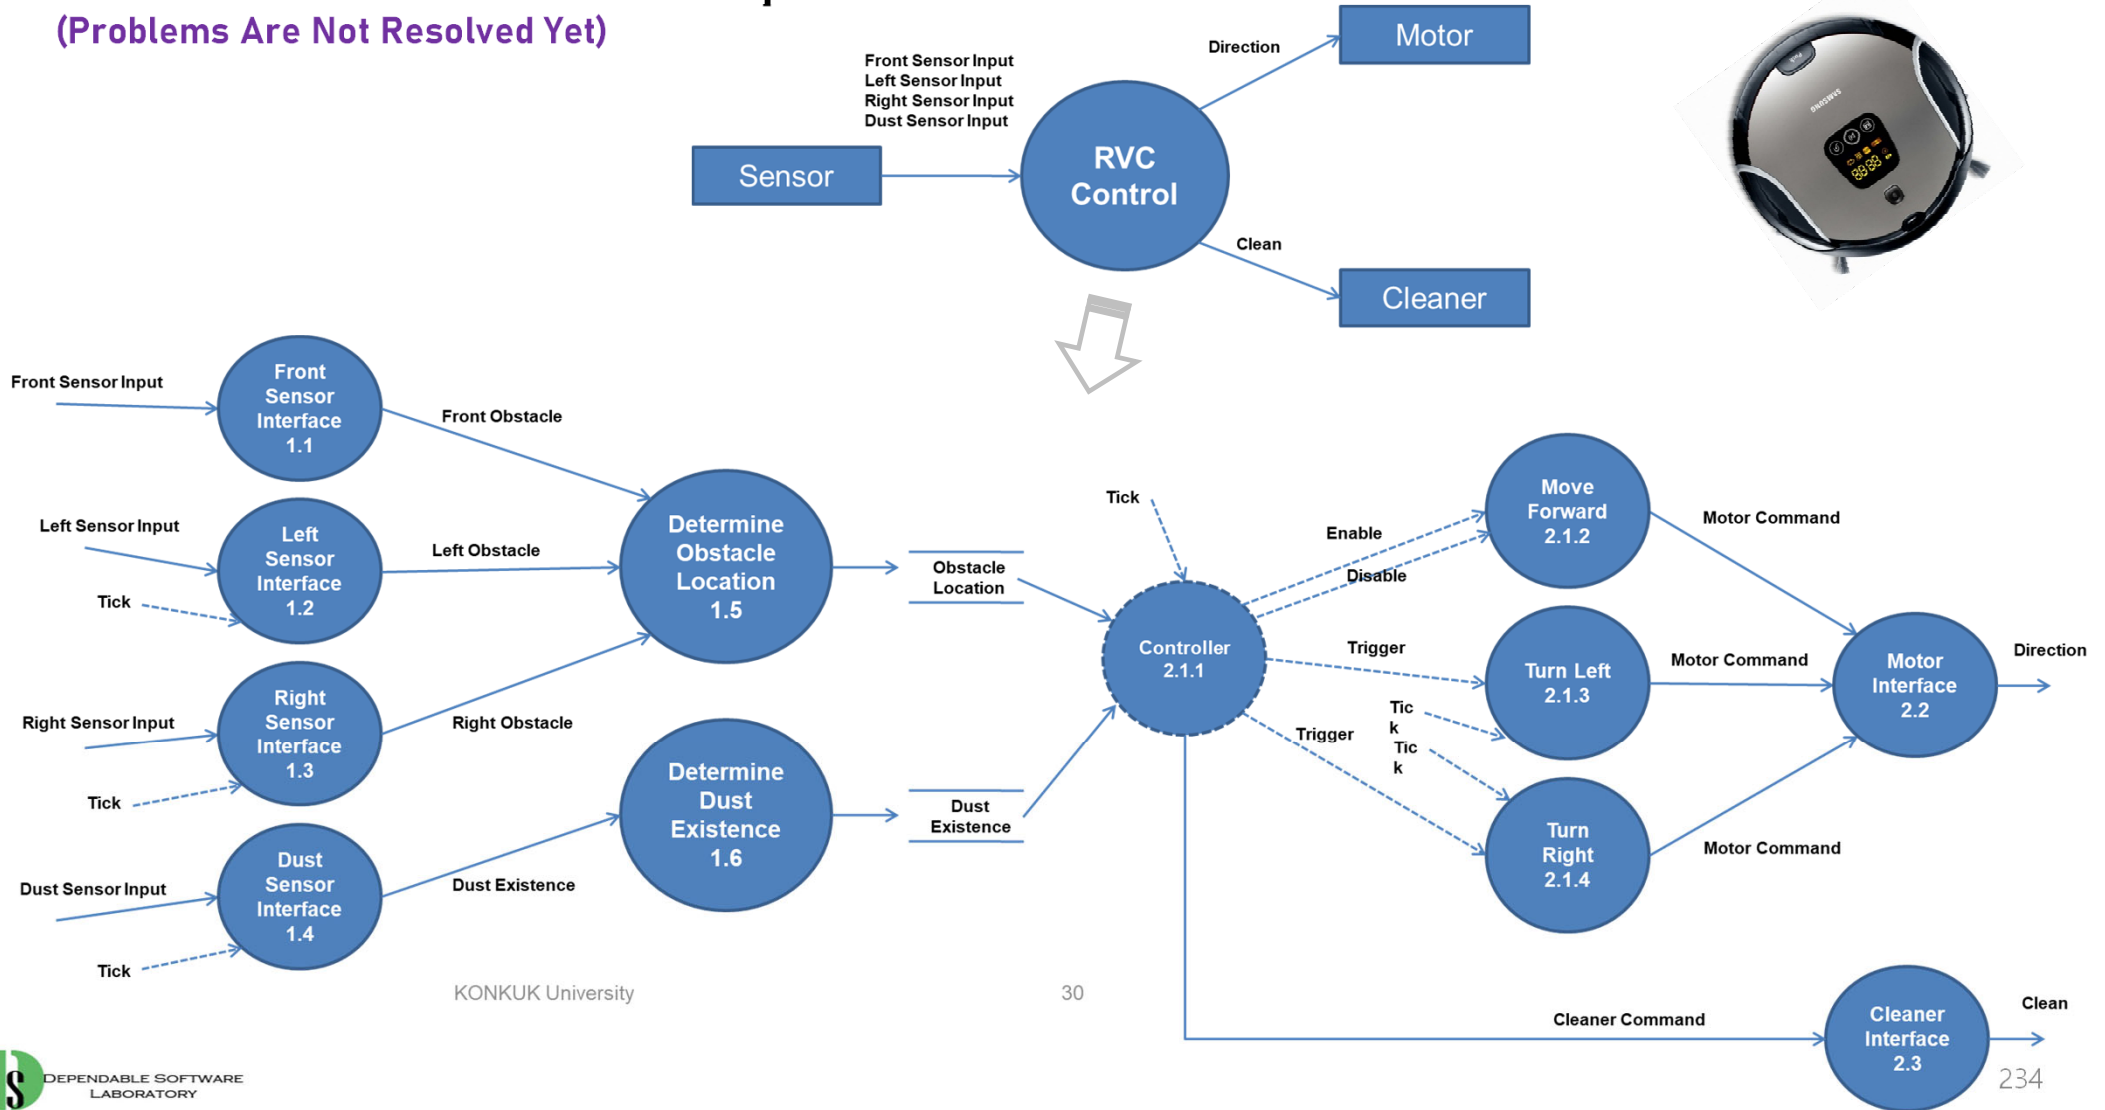 (Problems Are Not Resolved Yet)
Front Sensor Input
Left Sensor Input
Right Sensor Input
Dust Sensor Input
Sensor
RVC
Control
Direction
Motor
Clean
Cleaner
SAMSUNG
Front Sensor Input
Front
Sensor
Interface
1.1
Front Obstacle
Left Sensor Input
Tick
Left
Sensor
Interface
1.2
Left Obstacle
Right Sensor Input
Tick
Right
Sensor
Interface
1.3
Right Obstacle
Dust Sensor Input
Tick
Dust
Sensor
Interface
1.4
Dust Existence
Determine
Obstacle
Location
1.5
Determine
Dust
Existence
1.6
Obstacle
Location
Dust
Existence
Tick
Controller
2.1.1
Enable
Disable
Trigger
Tic
k
Tic
k
Trigger
Move
Forward
2.1.2
Turn Left
2.1.3
Turn
Right
2.1.4
Motor Command
Motor Command
Motor Command
Motor
Interface
2.2
Direction
Cleaner Command
Cleaner
Interface
2.3
Clean
KONKUK University
30
DEPENDABLE SOFTWARE
LABORATORY
234